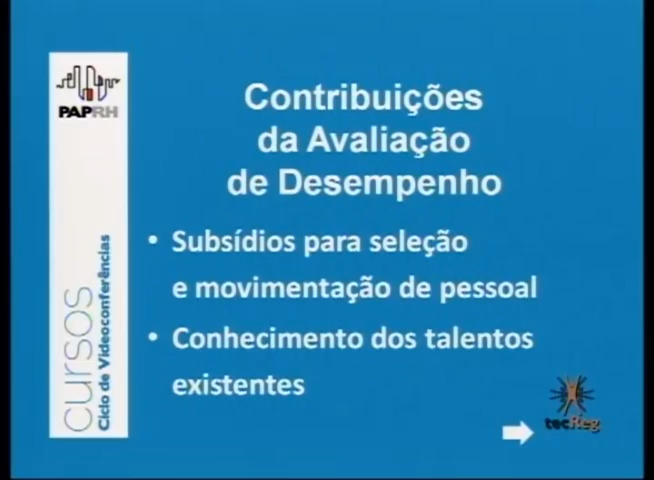 PAPRH
cursos
Ciclo de Videoconferências
Contribuições
da Avaliação
de Desempenho
• Subsídios para seleção
e movimentação de pessoal
• Conhecimento dos talentos
existentes
tecReg